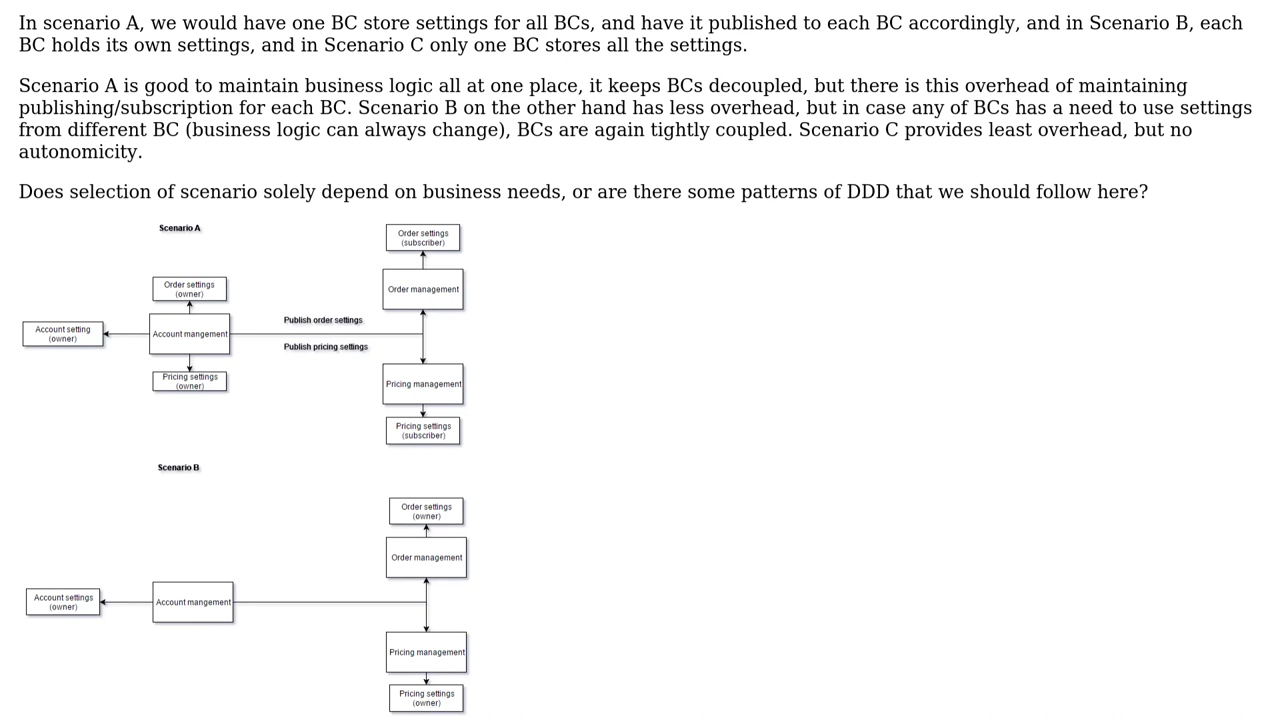 In scenario A, we would have one BC store settings for all BCs, and have it published to each BC accordingly, and in Scenario B, each
BC holds its own settings, and in Scenario C only one BC stores all the settings.
Scenario A is good to maintain business logic all at one place, it keeps BCs decoupled, but there is this overhead of maintaining
publishing/subscription for each BC. Scenario B on the other hand has less overhead, but in case any of BCs has a need to use settings
from different BC (business logic can always change), BCs are again tightly coupled. Scenario C provides least overhead, but no
autonomicity.
Does selection of scenario solely depend on business needs, or are there some patterns of DDD that we should follow here?
Scenario A
Order settings
(subscriber)
Order management
Order settings
(owner)
Account setting
(owner)
Account mangement
Publish order settings
Publish pricing settings
Pricing settings
(owner)
Pricing management
Pricing settings
(subscriber)
Scenario B
Order settings
(owner)
Order management
Account settings
(owner)
Account mangement
Pricing management
Pricing settings
(owner)